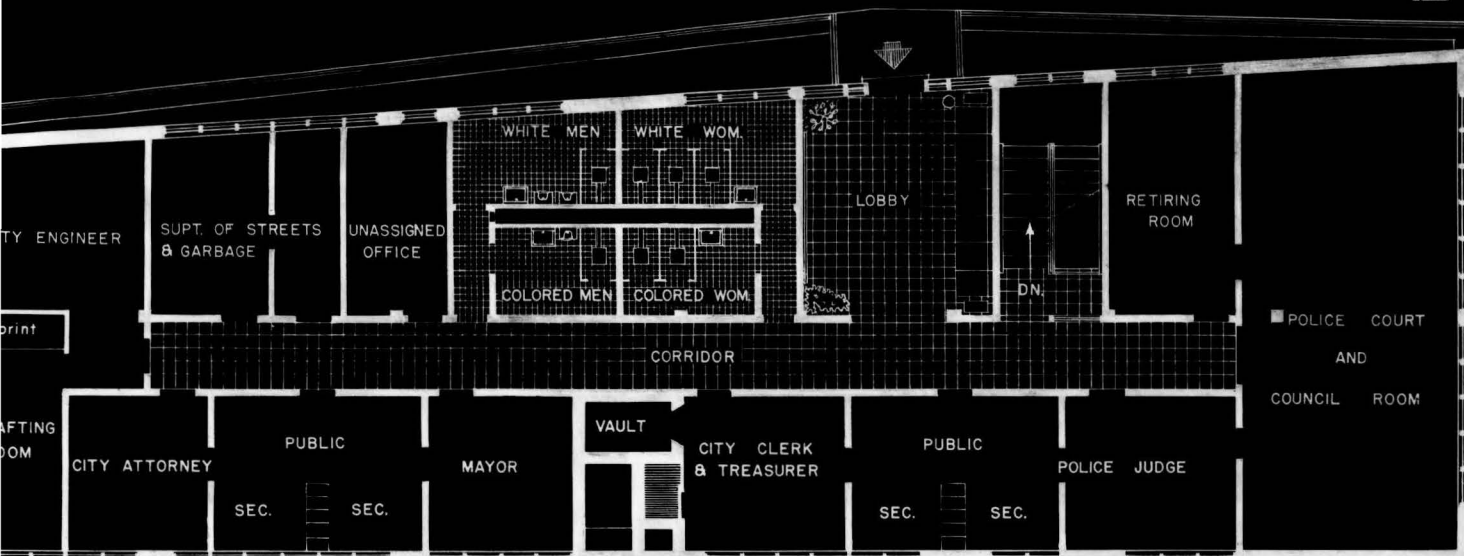 WHITE MEN
WHITE WOM.
LOBBY
RETIRING
ROOM
TY ENGINEER
SUPT. OF STREETS
& GARBAGE
UNASSIGNED
OFFICE
COLORED MEN
COLORED WOM.
DN.
print
CORRIDOR
POLICE COURT
AND
COUNCIL ROOM
AFTING
OOM
CITY ATTORNEY
PUBLIC
SEC.
SEC.
MAYOR
VAULT
CITY CLERK
& TREASURER
PUBLIC
SEC.
SEC.
POLICE JUDGE